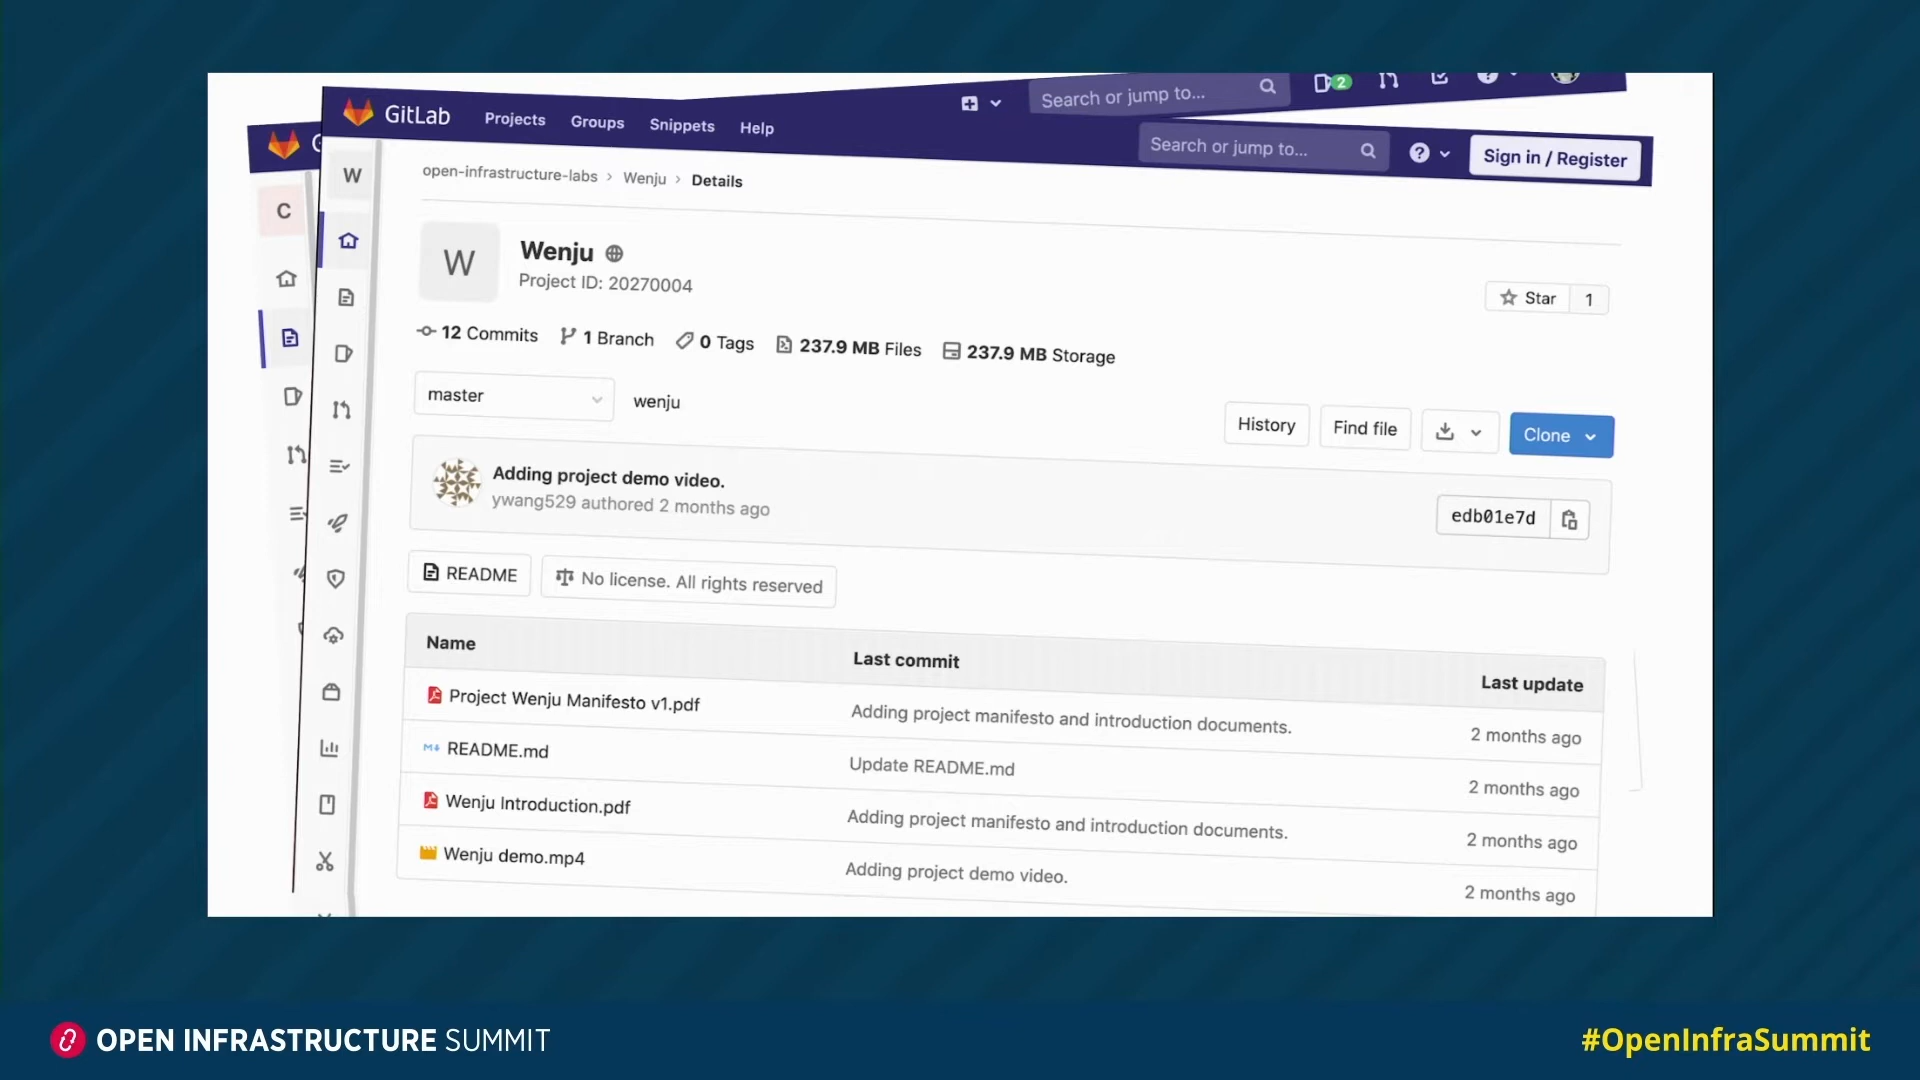 GitLab Projects Groups Snippets Help
Search or jump to...
2
Search or jump to...
Sign in / Register
W
C
open-infrastructure-labs › Wenju › Details
W
Wenju
Project ID: 20270004
Star 1
12 Commits 1 Branch 0 Tags 237.9 MB Files 237.9 MB Storage
master
wenju
History Find file Clone
Adding project demo video.
ywang529 authored 2 months ago
edb01e7d
README
No license. All rights reserved
Name Last commit Last update
Project Wenju Manifesto v1.pdf Adding project manifesto and introduction documents. 2 months ago
README.md Update README.md 2 months ago
Wenju Introduction.pdf Adding project manifesto and introduction documents. 2 months ago
Wenju demo.mp4 Adding project demo video. 2 months ago
OPEN INFRASTRUCTURE SUMMIT
#OpenInfraSummit